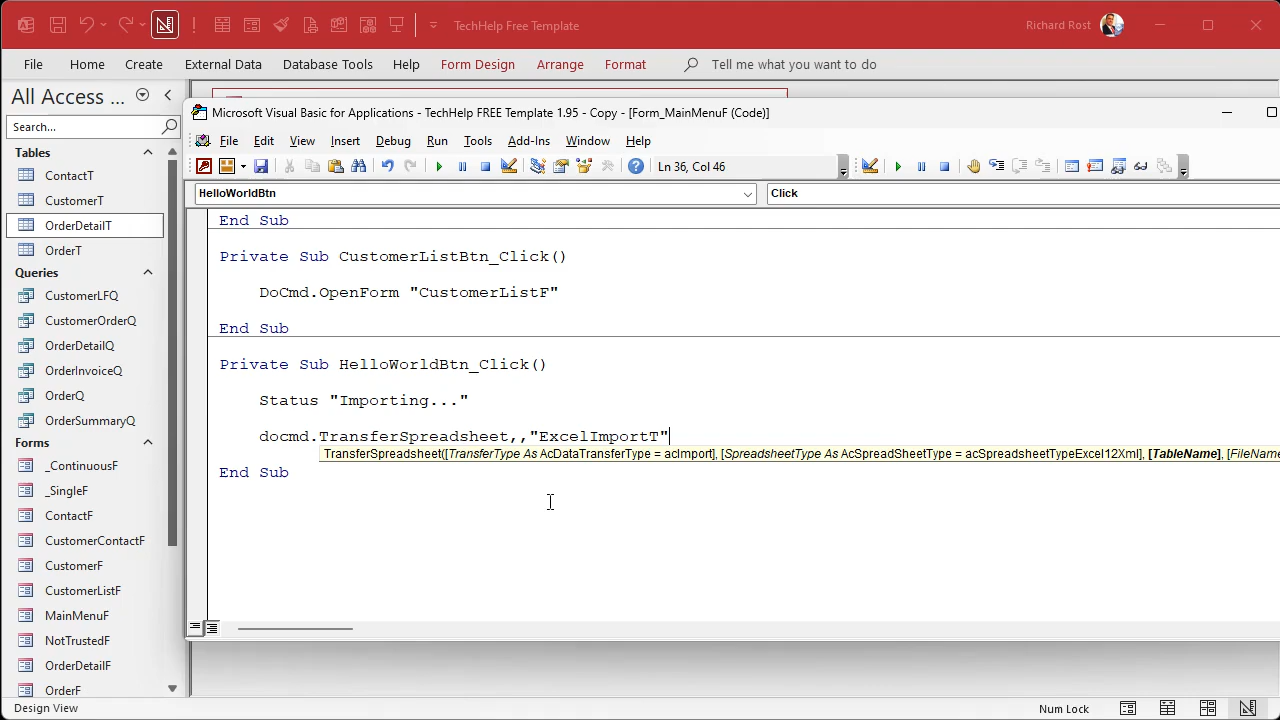 TechHelp Free Template
Richard Rost
File Home Create External Data Database Tools Help Form Design Arrange Format Tell me what you want to do
All Access ...
Search...
Tables
ContactT
CustomerT
OrderDetailT
OrderT
Queries
CustomerLFQ
CustomerOrderQ
OrderDetailQ
OrderInvoiceQ
OrderQ
OrderSummaryQ
Forms
_ContinuousF
_SingleF
ContactF
CustomerContactF
CustomerF
CustomerListF
MainMenuF
NotTrustedF
OrderDetailF
OrderF
Microsoft Visual Basic for Applications - TechHelp FREE Template 1.95 - Copy - [Form_MainMenuF (Code)]
File Edit View Insert Format Debug Run Tools Add-Ins Window Help
Ln 36, Col 46
HelloWorldBtn
Click
End Sub
Private Sub CustomerListBtn_Click()
DoCmd.OpenForm "CustomerListF"
End Sub
Private Sub HelloWorldBtn_Click()
Status "Importing..."
docmd.TransferSpreadsheet,,"ExcelImportT"
TransferSpreadsheet([TransferType As AcDataTransferType = acImport], [SpreadsheetType As AcSpreadSheetType = acSpreadsheetTypeExcel12Xml], [TableName], [FileName
End Sub
Design View
Num Lock